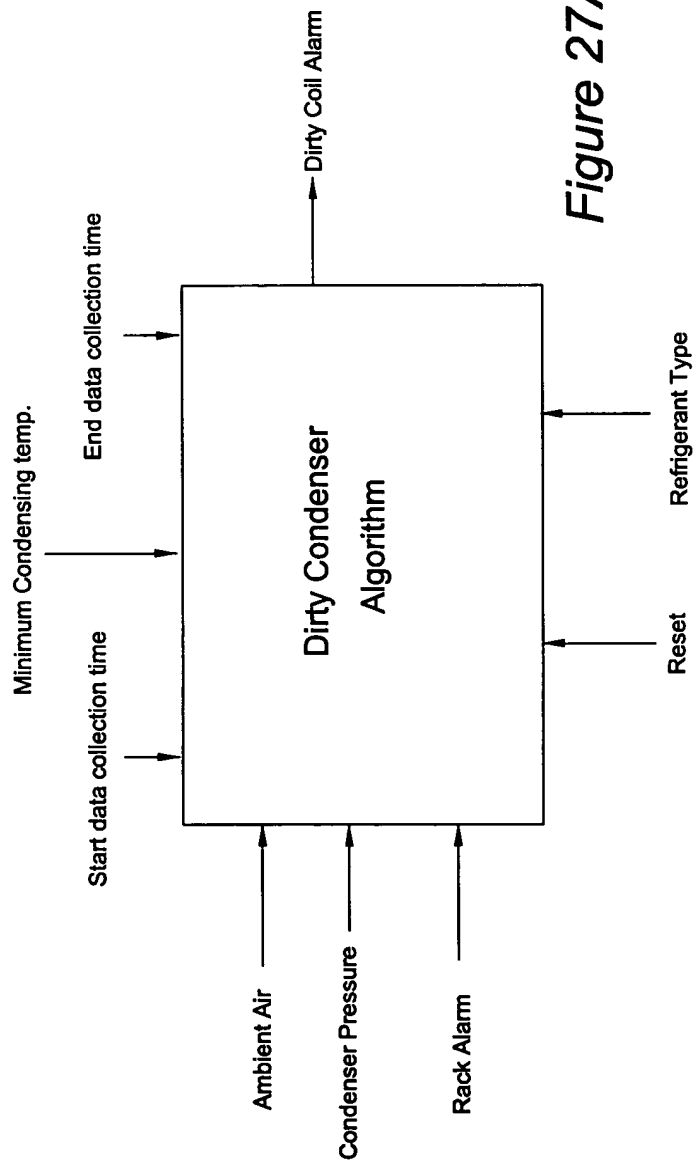 Minimum Condensing temp.
Start data collection time
End data collection time
Ambient Air
Condenser Pressure
Rack Alarm
Dirty Condenser
Algorithm
Dirty Coil Alarm
Reset
Refrigerant Type
Figure 27A